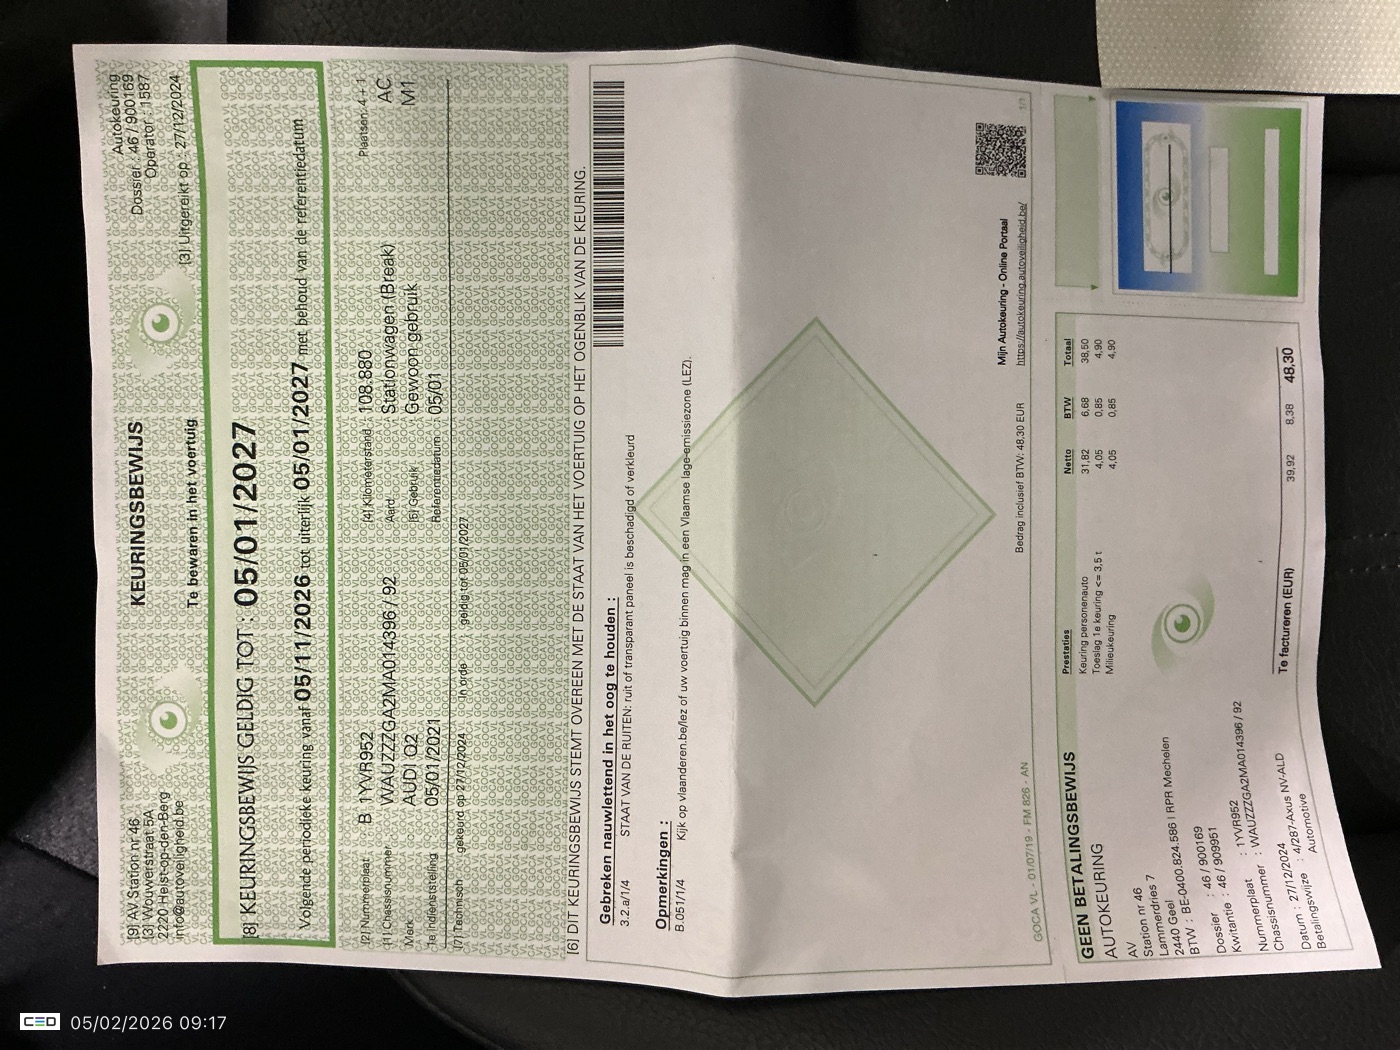 [9] AV Station nr 46
[3] Wouwerstraat 5A
2220 Heist-op-den-Berg
info@autoveiligheid.be
KEURINGSBEWIJS
Te bewaren in het voertuig
Autokeuring
Dossier : 46 / 900169
Operator : 1587
[3] Uitgereikt op : 27/12/2024
[8] KEURINGSBEWIJS GELDIG TOT : 05/01/2027
Volgende periodieke keuring vanaf 05/11/2026 tot uiterlijk 05/01/2027 met behoud van de referentiedatum
[2] Nummerplaat : B 1YVR952 [4] Kilometerstand : 108.880 Plaatsen: 4 + 1
[1] Chassisnummer : WAUZZZGA2MA014396 / 92 Aard : Stationwagen (Break) AC
Merk : AUDI Q2 [5] Gebruik : Gewoon gebruik M1
1e Indienststelling : 05/01/2021 Referentiedatum : 05/01
[7] Technisch gekeurd op 27/12/2024 In orde geldig tot 05/01/2027
[6] DIT KEURINGSBEWIJS STEMT OVEREEN MET DE STAAT VAN HET VOERTUIG OP HET OGENBLIK VAN DE KEURING.
Gebreken nauwlettend in het oog te houden :
3.2.a/1/4 STAAT VAN DE RUITEN: ruit of transparant paneel is beschadigd of verkleurd
Opmerkingen :
B.051/1/4 Kijk op vlaanderen.be/lez of uw voertuig binnen mag in een Vlaamse lage-emissiezone (LEZ).
Mijn Autokeuring - Online Portaal
https://autokeuring.autoveiligheid.be/
Bedrag inclusief BTW: 48,30 EUR
GOCA VL - 01/07/19 - FM 826 - AN
1/1
GEEN BETALINGSBEWIJS
AUTOKEURING
AV
Station nr 46
Lammerdries 7
2440 Geel
BTW : BE-0400.824.586 | RPR Mechelen
Dossier : 46 / 900169
Kwitantie : 46 / 909951
Nummerplaat : 1YVR952
Chassisnummer : WAUZZZGA2MA014396 / 92
Datum : 27/12/2024
Betalingswijze : 4/287-Axus NV-ALD
Automotive
Prestaties Netto BTW Totaal
Keuring personenauto 31,82 6,68 38,50
Toeslag 1e keuring <= 3,5 t 4,05 0,85 4,90
Milieukeuring 4,05 0,85 4,90
Te factureren (EUR) 39,92 8,38 48,30
CED 05/02/2026 09:17